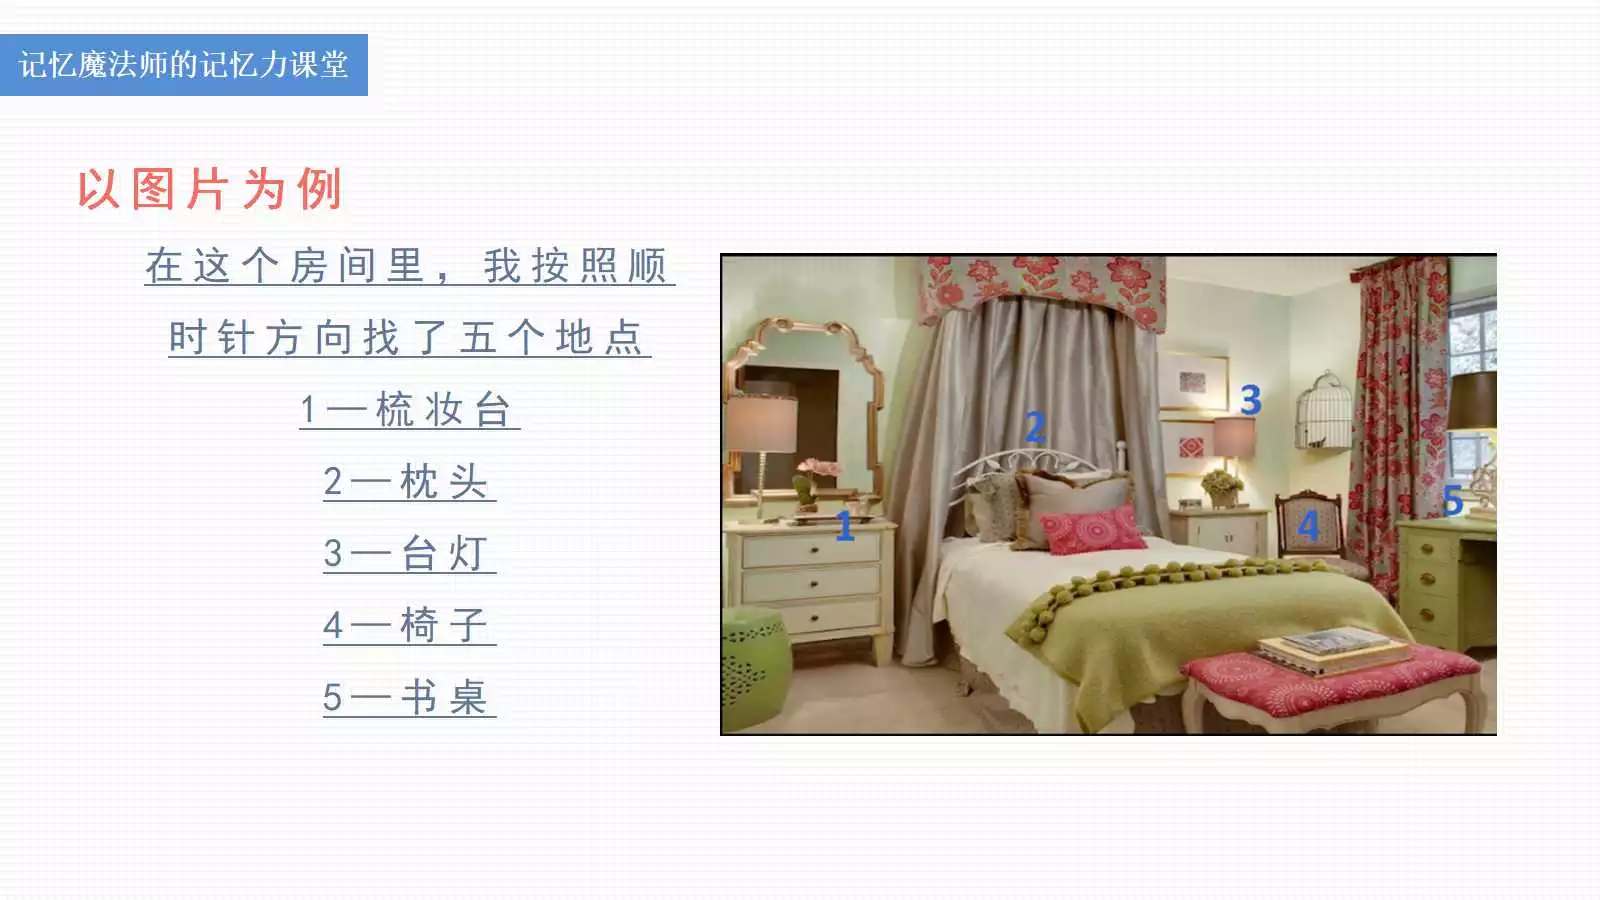 记忆魔法师的记忆力课堂
以图片为例
在这个房间里，我按照顺
时针方向找了五个地点
1—梳妆台
2—枕头
3—台灯
4—椅子
5—书桌
1
2
3
4
5